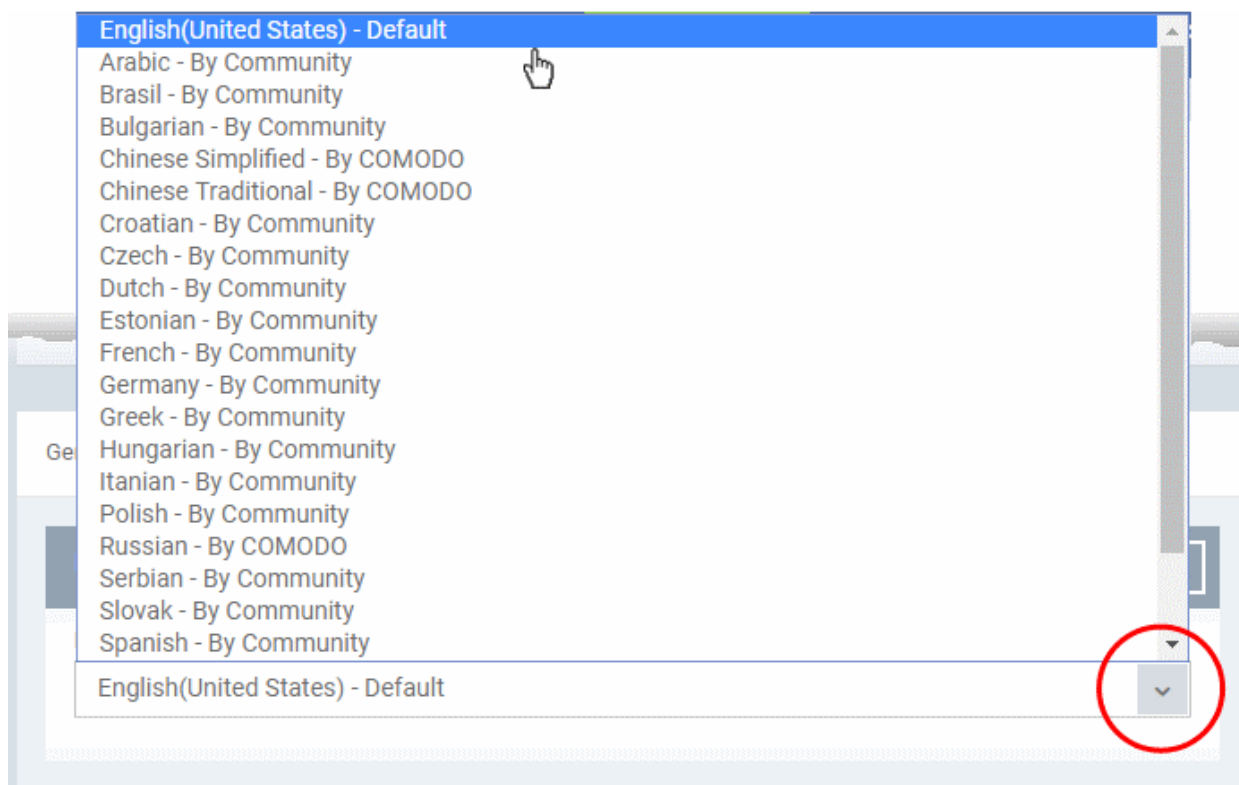 English(United States) - Default
Arabic - By Community
Brasil - By Community
Bulgarian - By Community
Chinese Simplified - By COMODO
Chinese Traditional - By COMODO
Croatian - By Community
Czech - By Community
Dutch - By Community
Estonian - By Community
French - By Community
Germany - By Community
Greek - By Community
Hungarian - By Community
Itanian - By Community
Polish - By Community
Russian - By COMODO
Serbian - By Community
Slovak - By Community
Spanish - By Community
English(United States) - Default